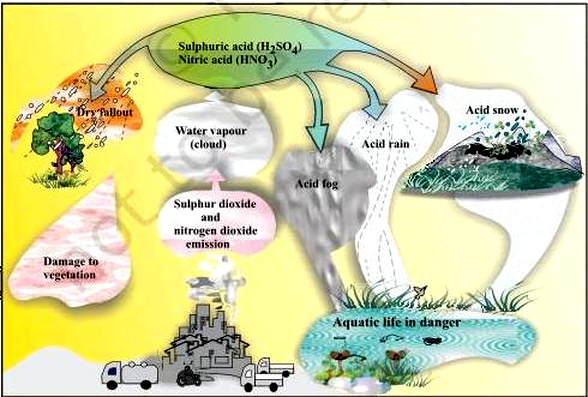 Sulphuric acid (H2SO4)
Nitric acid (HNO3)
Dry fallout
Water vapour
(cloud)
Acid rain
Acid snow
Acid fog
Sulphur dioxide
and
nitrogen dioxide
emission
Damage to
vegetation
Aquatic life in danger